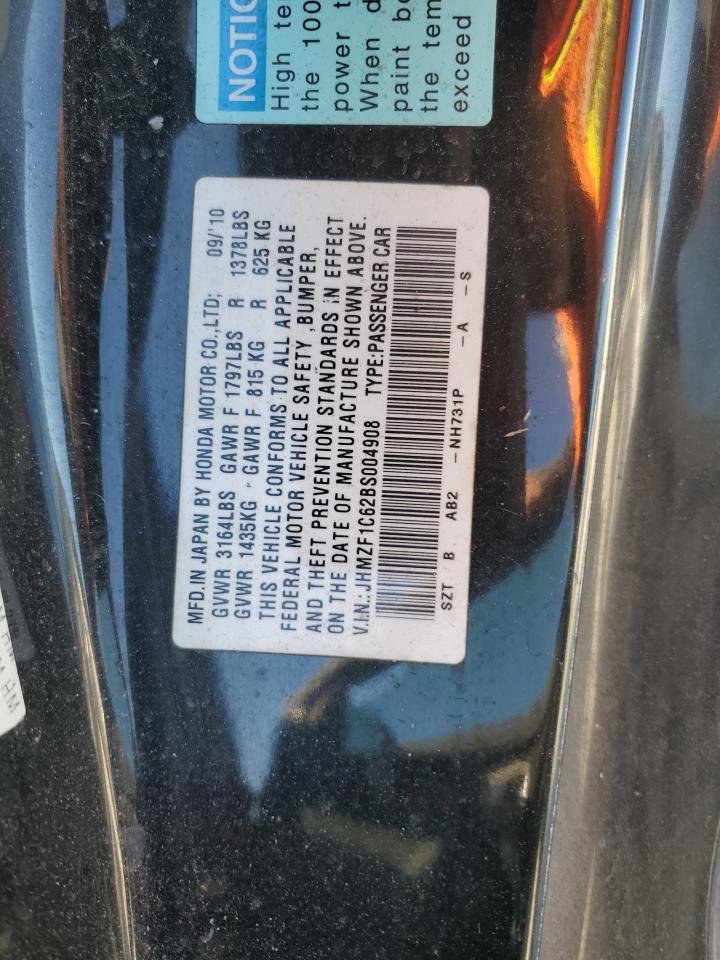 NOTIC
High te
the 100
power t
When d
paint bo
the tem
exceed
MFD.IN JAPAN BY HONDA MOTOR CO.,LTD; 09/'10
GVWR 3164LBS GAWR F 1797LBS R 1378LBS
GVWR 1435KG GAWR F 815 KG R 625 KG
THIS VEHICLE CONFORMS TO ALL APPLICABLE
FEDERAL MOTOR VEHICLE SAFETY ,BUMPER,
AND THEFT PREVENTION STANDARDS IN EFFECT
ON THE DATE OF MANUFACTURE SHOWN ABOVE.
V.I.N.:JHMZF1C62BS004908 TYPE:PASSENGER CAR
SZT B AB2 -NH731P -A -S